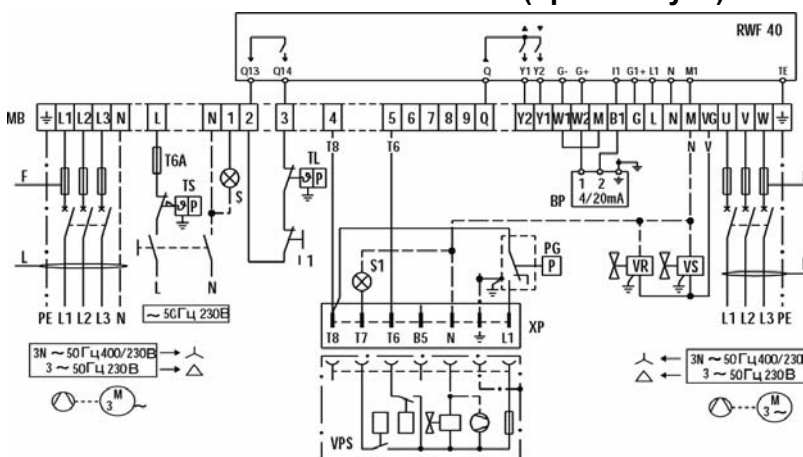 RWF 40
Q13 Q14 Q Y1 Y2 G- G+ I1 G1+ L1 N M1 TE
MB L1 L2 L3 N L N 1 2 3 4 5 6 7 8 9 Q Y2 Y1 W1 W2 M B1 G L N M VG U V W
T8 T6 N V
F T6A TS P S TL P
1 2
BP 4/20mA
L I1 S1 PG P VR VS
PE L1 L2 L3 N L N L1 L2 L3 PE
~ 50Гц 230В
T8 T7 T6 B5 N L1 XP
3N ~ 50Гц 400/230В
3 ~ 50Гц 230В
3N ~ 50Гц 400/230В
3 ~ 50Гц 230В
M 3 ~
M 3 ~
VPS